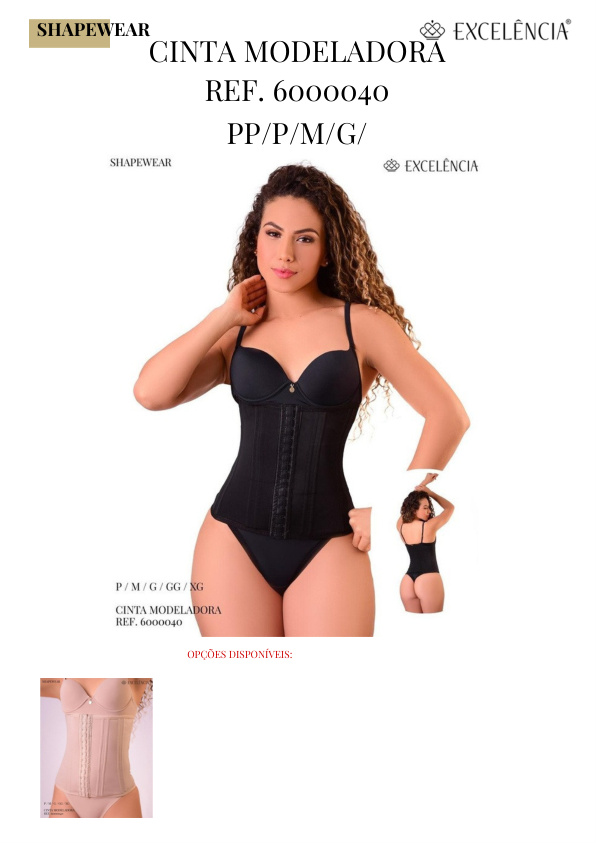 SHAPEWEAR
EXCELÊNCIA®
CINTA MODELADORA
REF. 6000040
PP/P/M/G/
SHAPEWEAR
EXCELÊNCIA
P / M / G / GG / XG
CINTA MODELADORA
REF. 6000040
OPÇÕES DISPONÍVEIS: